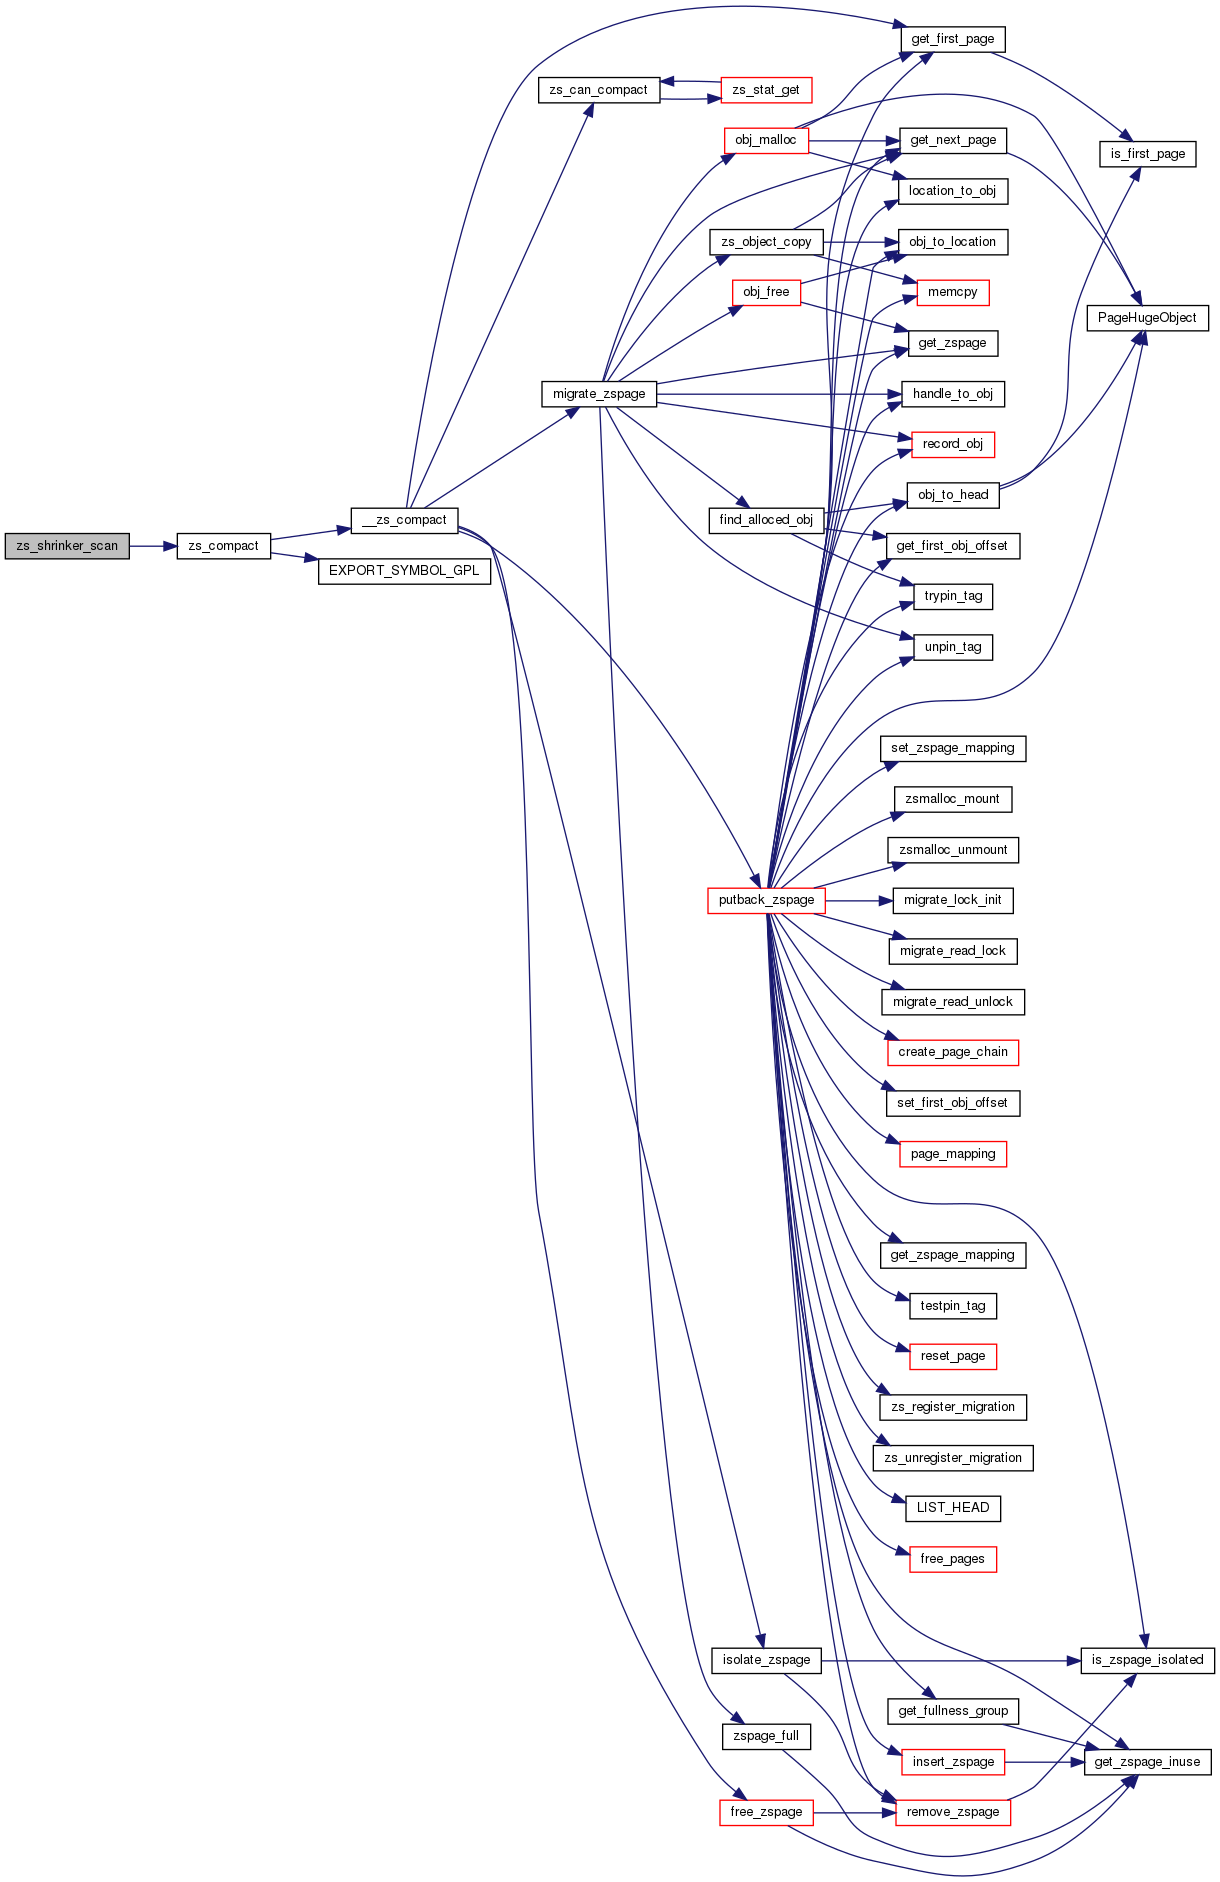 zs_shrinker_scan
zs_compact
__zs_compact
EXPORT_SYMBOL_GPL
zs_can_compact
migrate_zspage
zs_stat_get
obj_malloc
zs_object_copy
obj_free
find_alloced_obj
putback_zspage
isolate_zspage
zspage_full
free_zspage
get_first_page
get_next_page
location_to_obj
obj_to_location
memcpy
get_zspage
handle_to_obj
record_obj
obj_to_head
get_first_obj_offset
trypin_tag
unpin_tag
set_zspage_mapping
zsmalloc_mount
zsmalloc_unmount
migrate_lock_init
migrate_read_lock
migrate_read_unlock
create_page_chain
set_first_obj_offset
page_mapping
get_zspage_mapping
testpin_tag
reset_page
zs_register_migration
zs_unregister_migration
LIST_HEAD
free_pages
get_fullness_group
insert_zspage
remove_zspage
is_first_page
PageHugeObject
is_zspage_isolated
get_zspage_inuse